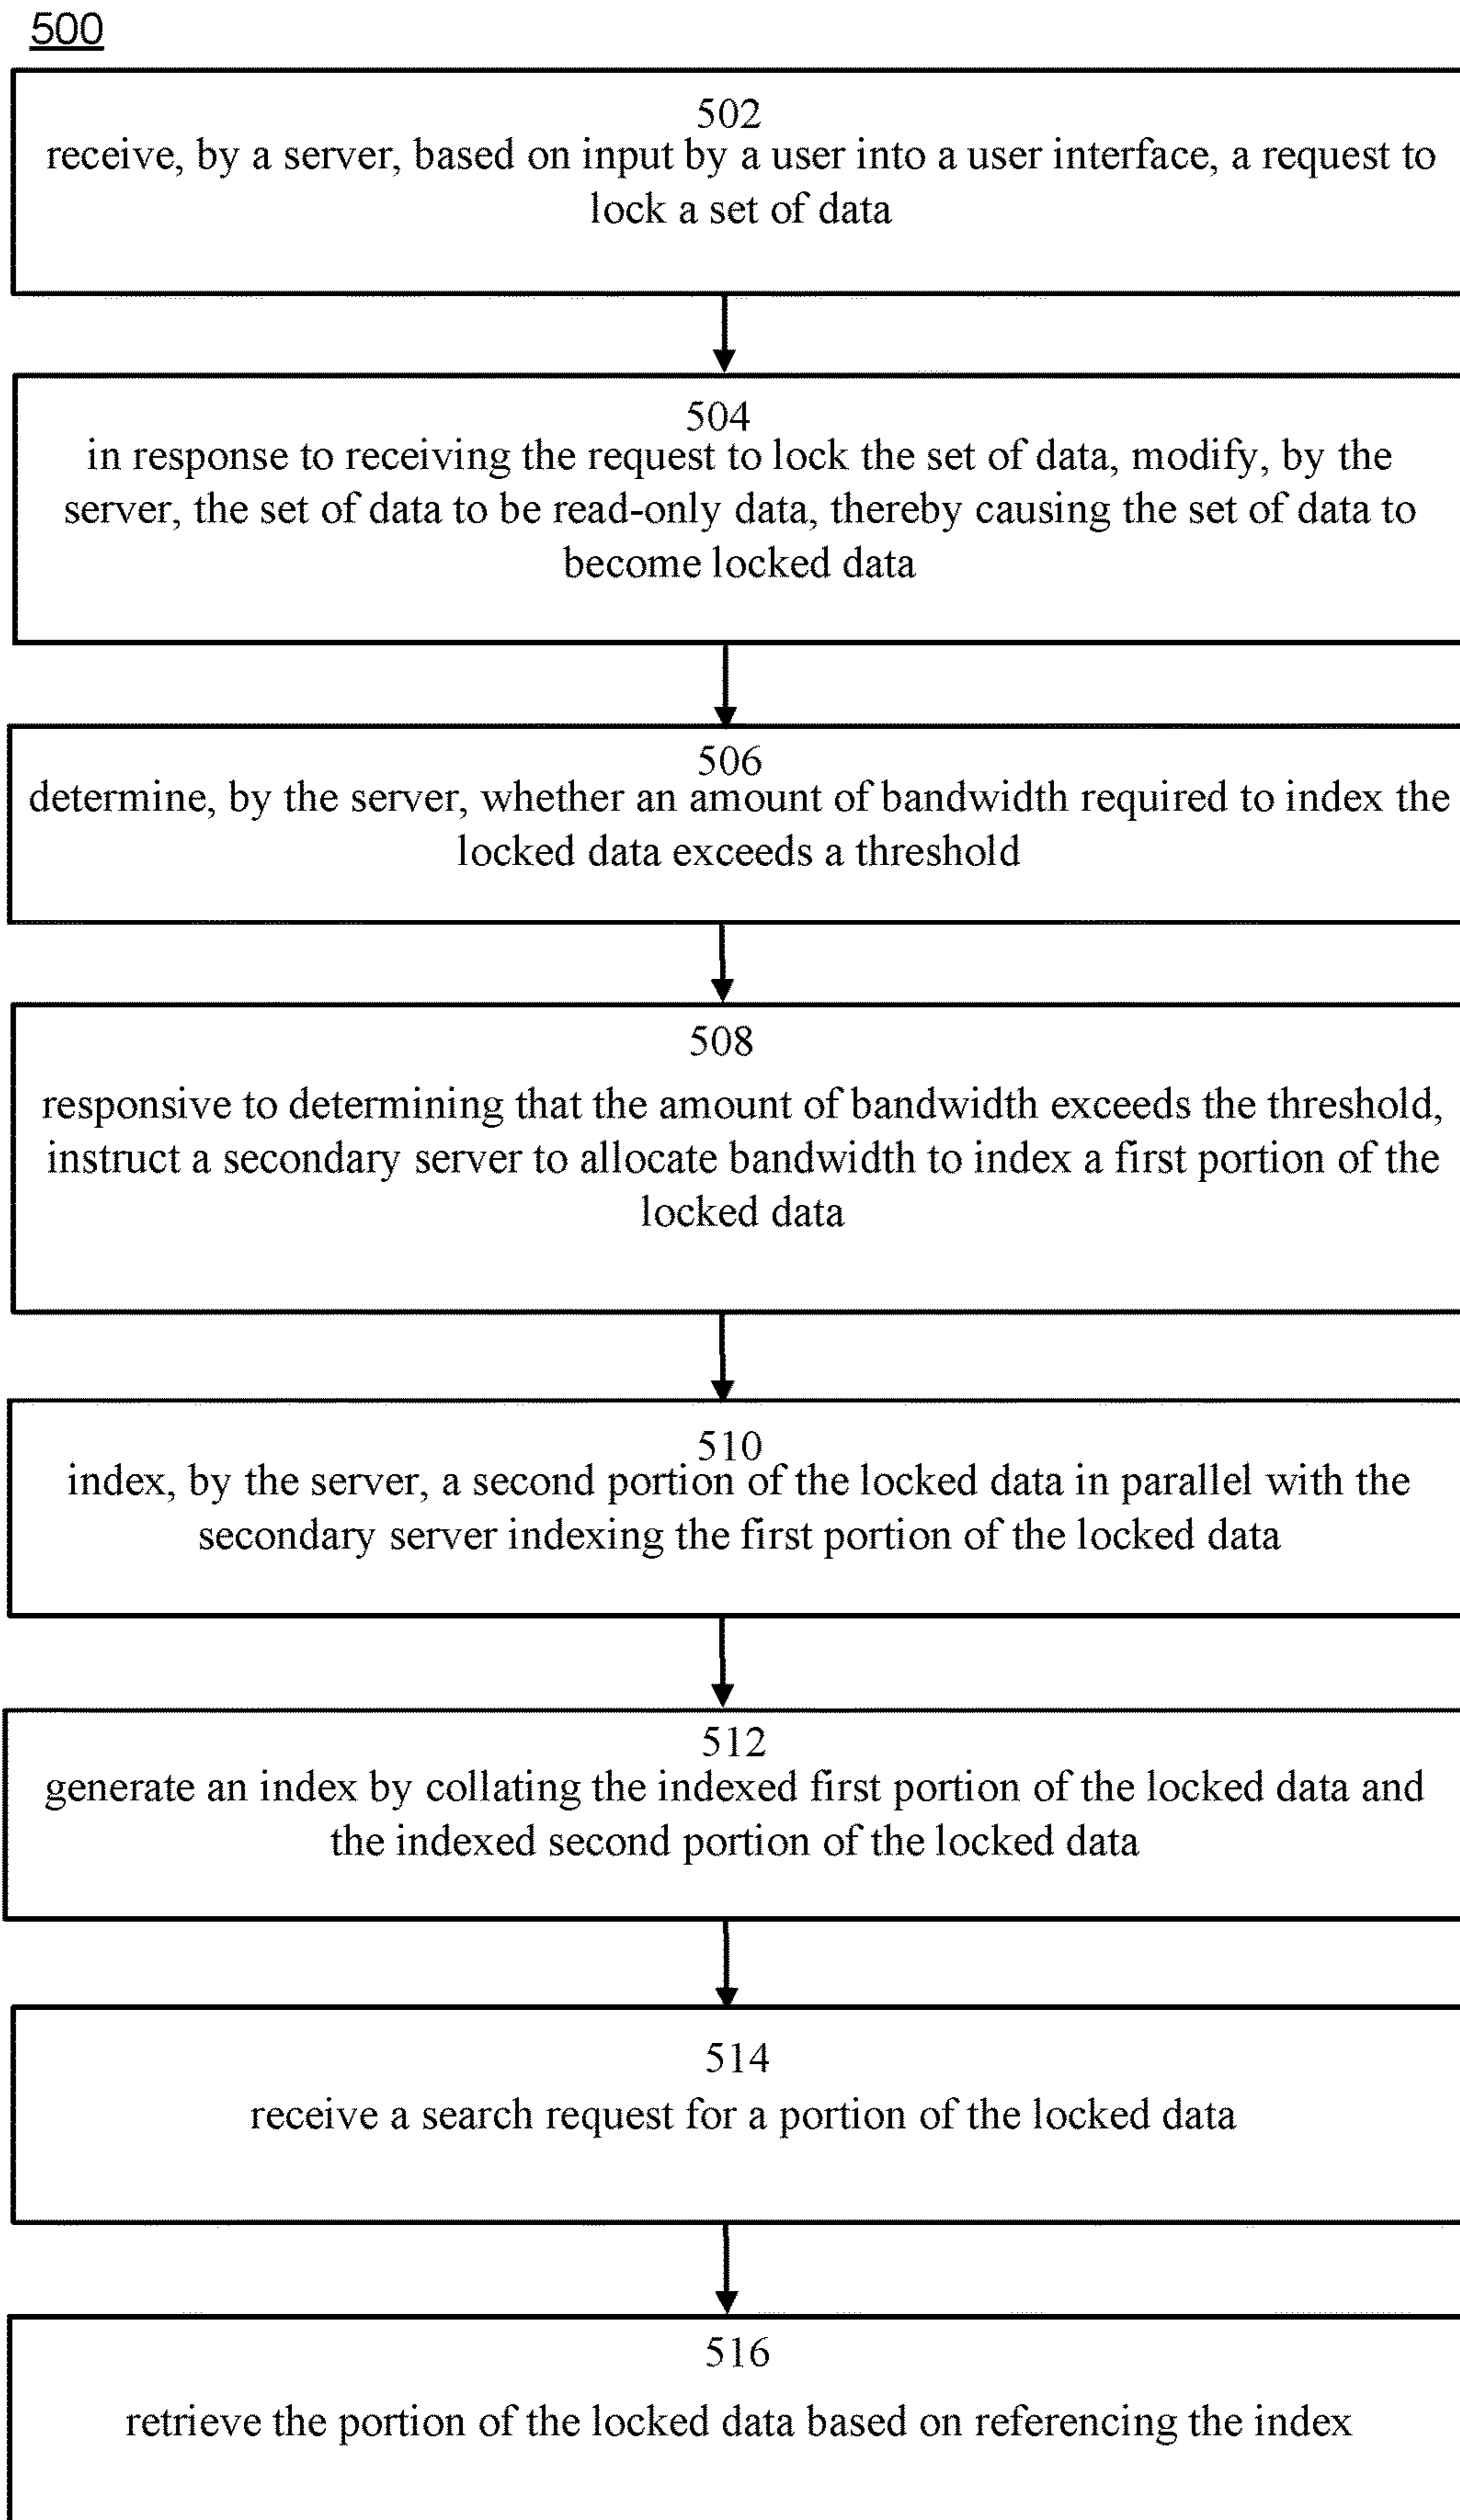 500
502
receive, by a server, based on input by a user into a user interface, a request to
lock a set of data
504
in response to receiving the request to lock the set of data, modify, by the
server, the set of data to be read-only data, thereby causing the set of data to
become locked data
506
determine, by the server, whether an amount of bandwidth required to index the
locked data exceeds a threshold
508
responsive to determining that the amount of bandwidth exceeds the threshold,
instruct a secondary server to allocate bandwidth to index a first portion of the
locked data
510
index, by the server, a second portion of the locked data in parallel with the
secondary server indexing the first portion of the locked data
512
generate an index by collating the indexed first portion of the locked data and
the indexed second portion of the locked data
514
receive a search request for a portion of the locked data
516
retrieve the portion of the locked data based on referencing the index